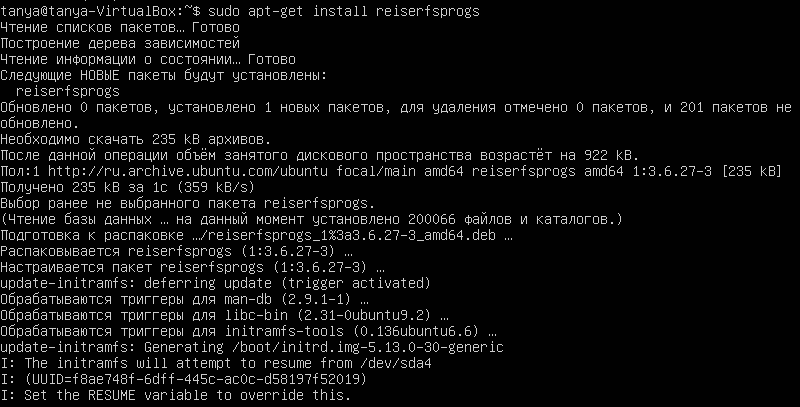 tanya@tanya-VirtualBox:~$ sudo apt-get install reiserfsprogs
Чтение списков пакетов… Готово
Построение дерева зависимостей
Чтение информации о состоянии… Готово
Следующие НОВЫЕ пакеты будут установлены:
  reiserfsprogs
Обновлено 0 пакетов, установлено 1 новых пакетов, для удаления отмечено 0 пакетов, и 201 пакетов не
обновлено.
Необходимо скачать 235 kB архивов.
После данной операции объём занятого дискового пространства возрастёт на 922 kB.
Пол:1 http://ru.archive.ubuntu.com/ubuntu focal/main amd64 reiserfsprogs amd64 1:3.6.27-3 [235 kB]
Получено 235 kB за 1с (359 kB/s)
Выбор ранее не выбранного пакета reiserfsprogs.
(Чтение базы данных … на данный момент установлено 200066 файлов и каталогов.)
Подготовка к распаковке …/reiserfsprogs_1%3a3.6.27-3_amd64.deb …
Распаковывается reiserfsprogs (1:3.6.27-3) …
Настраивается пакет reiserfsprogs (1:3.6.27-3) …
update-initramfs: deferring update (trigger activated)
Обрабатываются триггеры для man-db (2.9.1-1) …
Обрабатываются триггеры для libc-bin (2.31-0ubuntu9.2) …
Обрабатываются триггеры для initramfs-tools (0.136ubuntu6.6) …
update-initramfs: Generating /boot/initrd.img-5.13.0-30-generic
I: The initramfs will attempt to resume from /dev/sda4
I: (UUID=f8ae748f-6dff-445c-ac0c-d58197f52019)
I: Set the RESUME variable to override this.